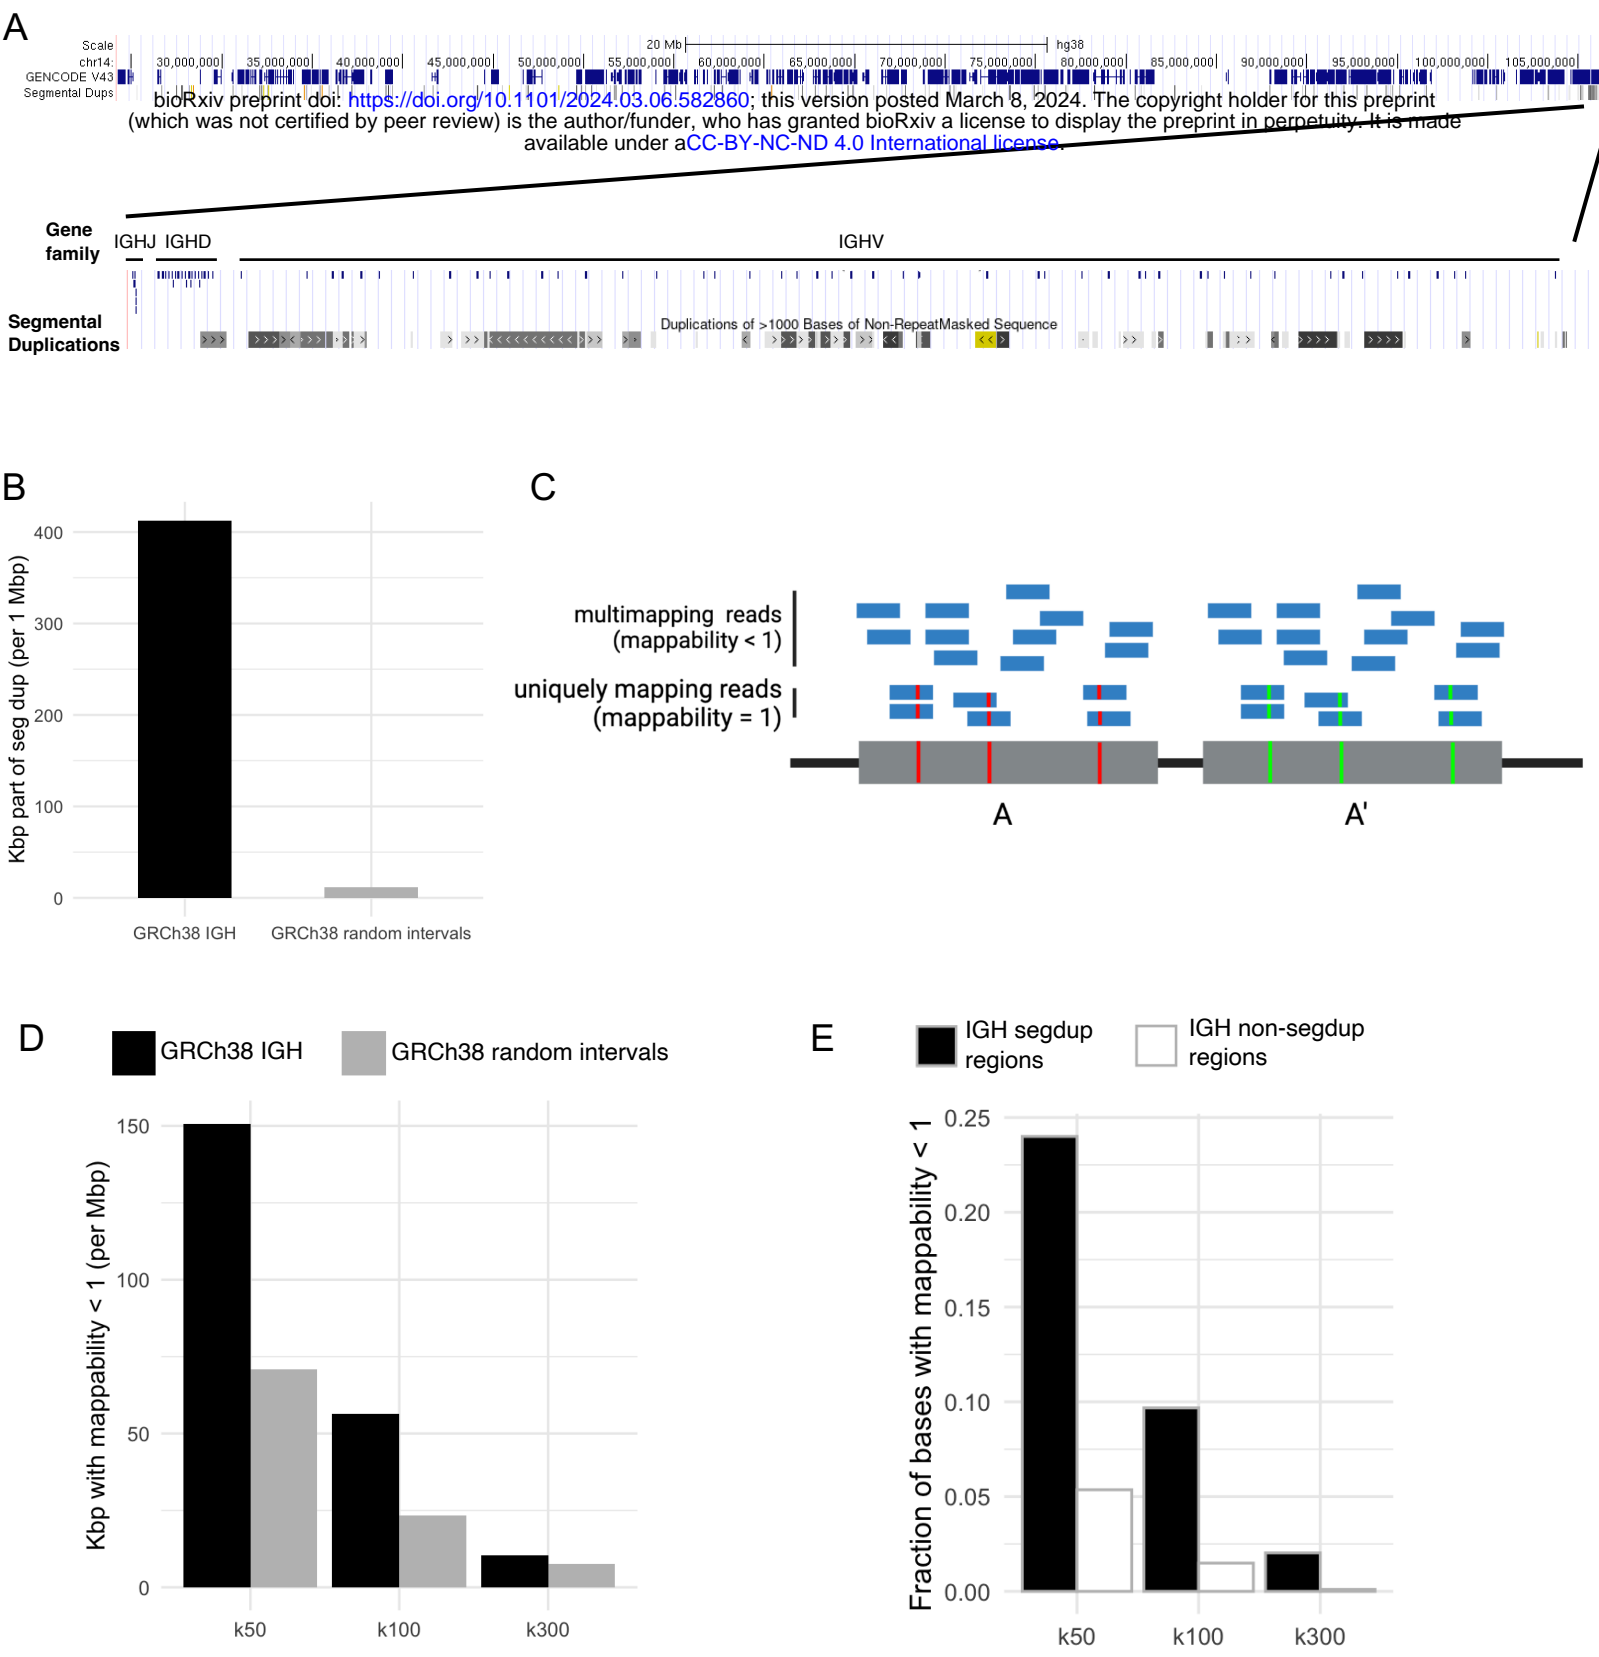 A
Scale
20 Mb
hg38
chr14:
30,000,000
35,000,000
40,000,000
45,000,000
50,000,000
55,000,000
60,000,000
65,000,000
70,000,000
75,000,000
80,000,000
85,000,000
90,000,000
95,000,000
100,000,000
105,000,000
GENCODE V43
Segmental Dups
bioRxiv preprint doi: https://doi.org/10.1101/2024.03.06.582860; this version posted March 8, 2024. The copyright holder for this preprint
(which was not certified by peer review) is the author/funder, who has granted bioRxiv a license to display the preprint in perpetuity. It is made
available under aCC-BY-NC-ND 4.0 International license.
Gene
family
IGHJ
IGHD
IGHV
Segmental
Duplications
Duplications of >1000 Bases of Non-RepeatMasked Sequence
B
Kbp part of seg dup (per 1 Mbp)
400
300
200
100
0
GRCh38 IGH
GRCh38 random intervals
C
multimapping reads
(mappability < 1)
uniquely mapping reads
(mappability = 1)
A
A'
D
GRCh38 IGH
GRCh38 random intervals
Kbp with mappability < 1 (per Mbp)
150
100
50
0
k50
k100
k300
E
IGH segdup
regions
IGH non-segdup
regions
Fraction of bases with mappability < 1
0.25
0.20
0.15
0.10
0.05
0.00
k50
k100
k300